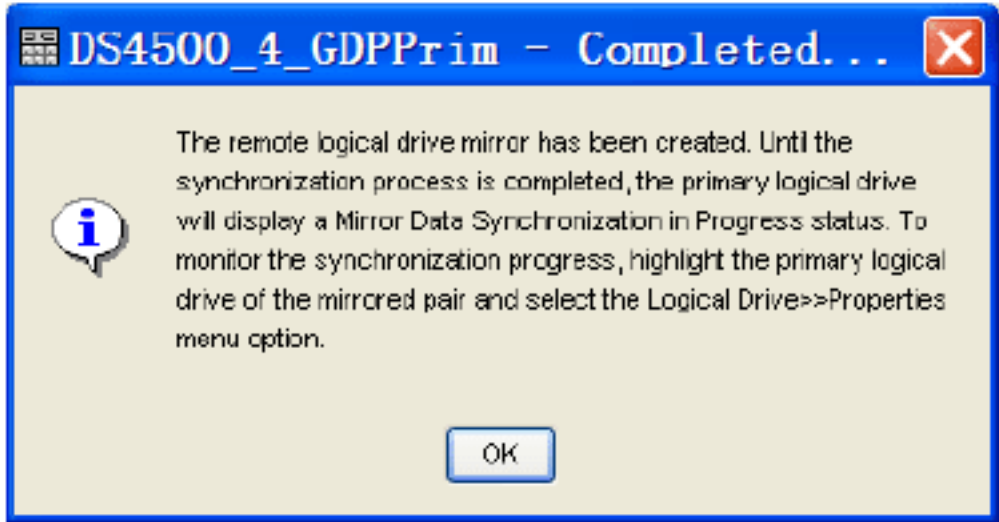 DS4500_4_GDPPrim - Completed...
The remote logical drive mirror has been created. Until the
synchronization process is completed, the primary logical drive
will display a Mirror Data Synchronization in Progress status. To
monitor the synchronization progress, highlight the primary logical
drive of the mirrored pair and select the Logical Drive>>Properties
menu option.
OK